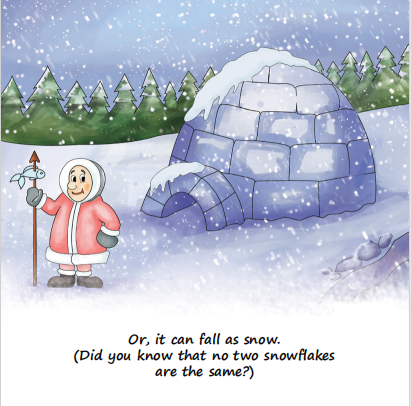 Or, it can fall as snow.
(Did you know that no two snowflakes
are the same?)